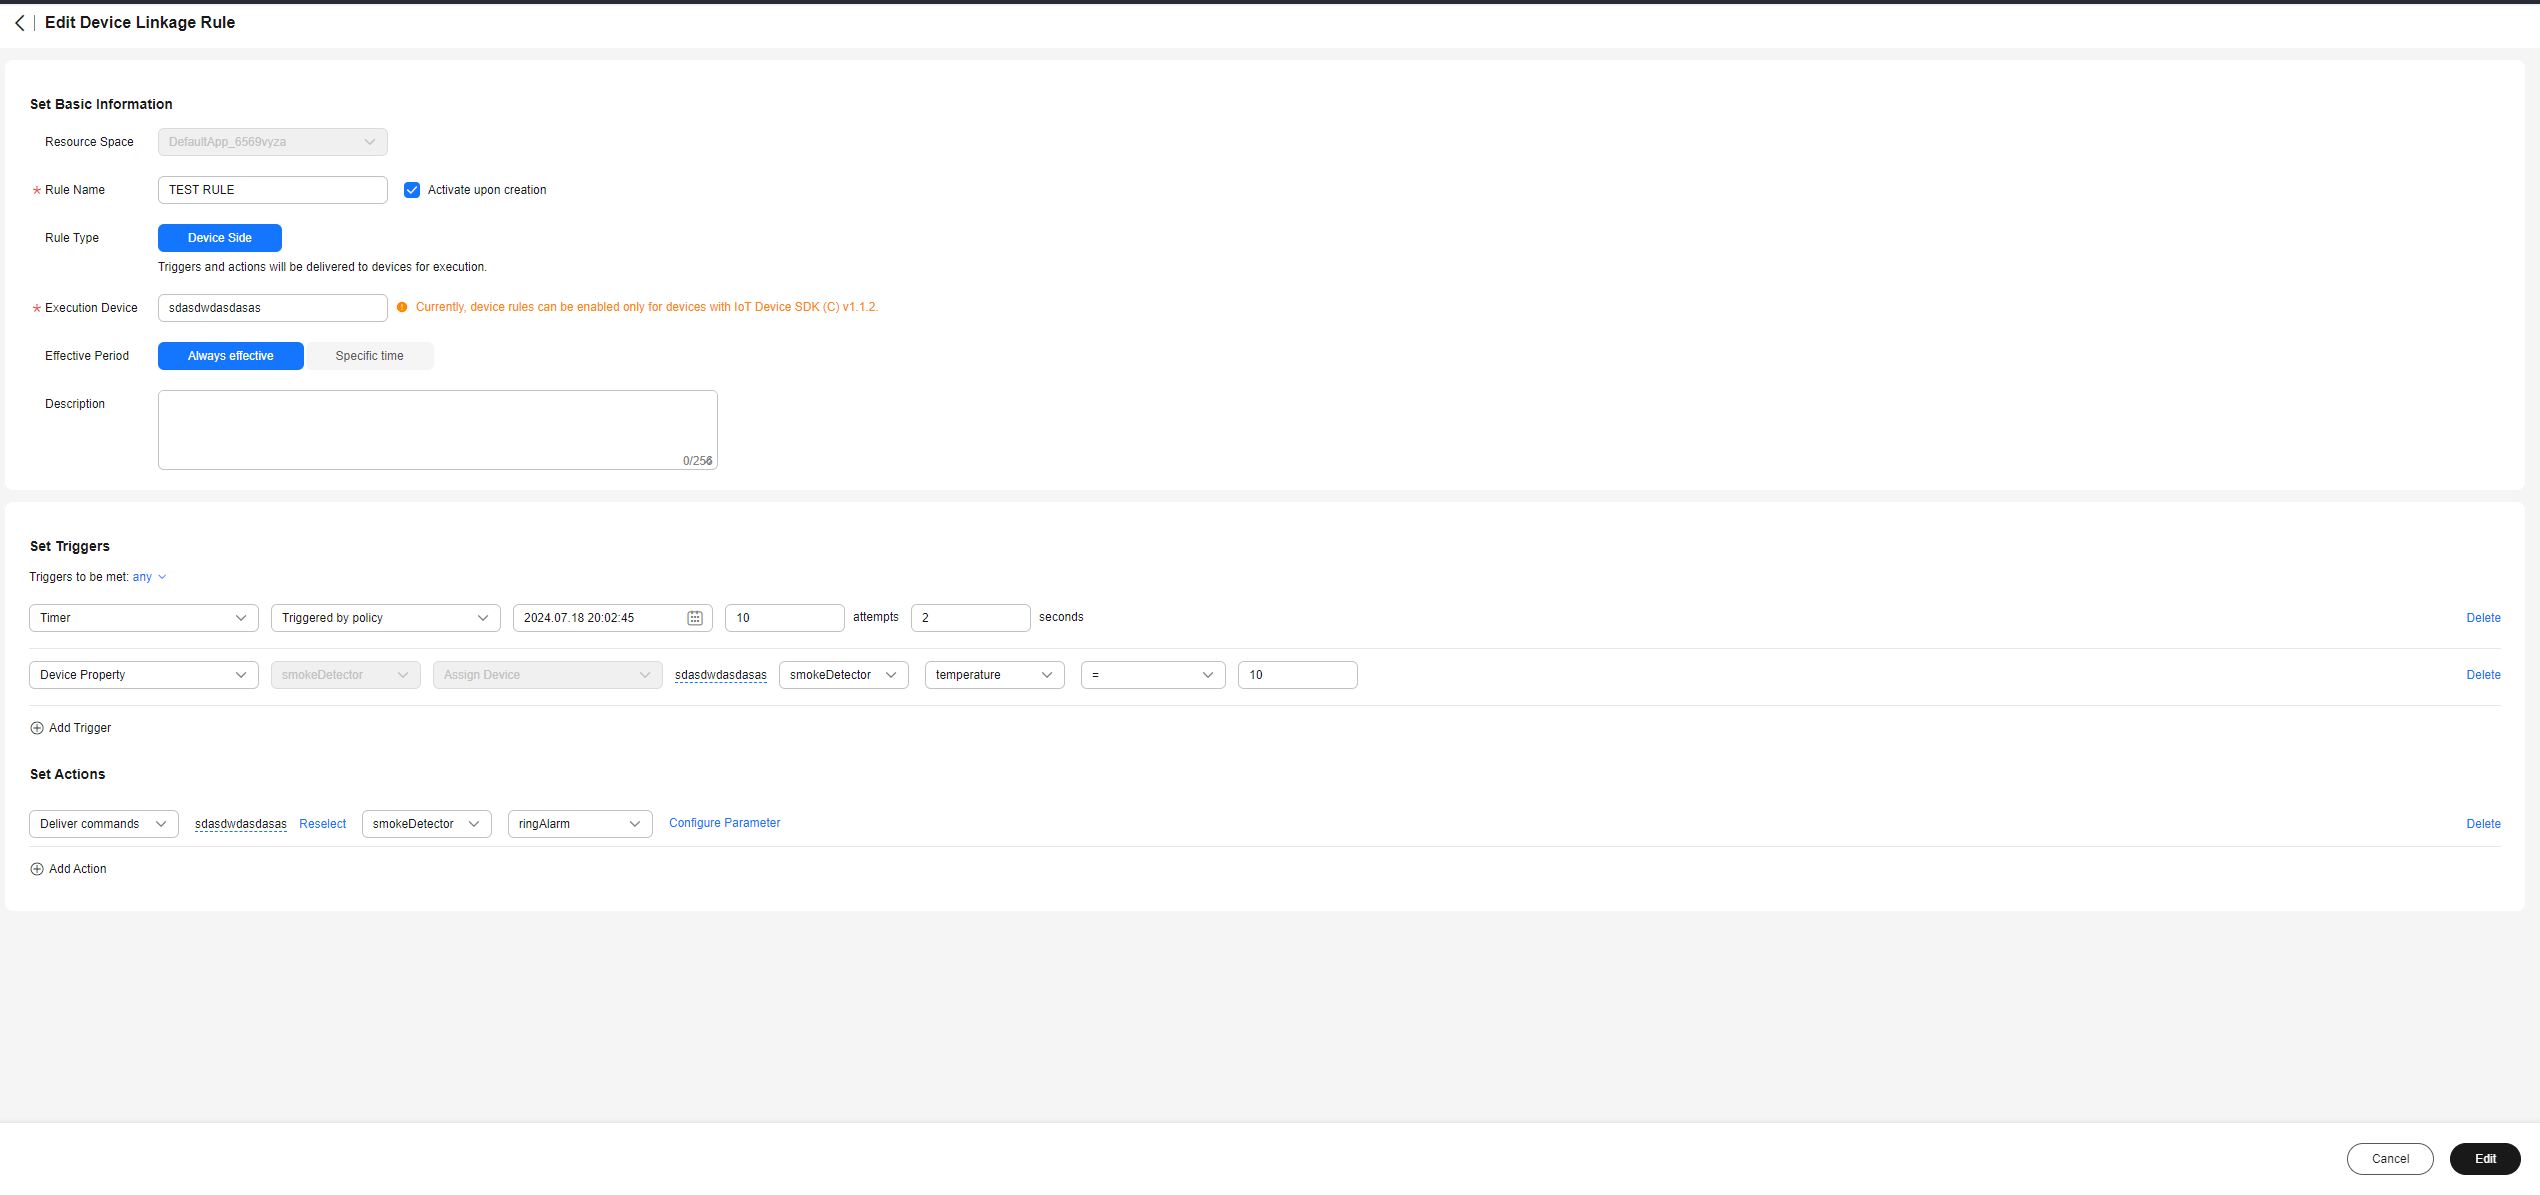 Edit Device Linkage Rule
Set Basic Information
Resource Space DefaultApp_6569vyza
* Rule Name TEST RULE Activate upon creation
Rule Type Device Side
Triggers and actions will be delivered to devices for execution.
* Execution Device sdasdwdasdasas Currently, device rules can be enabled only for devices with IoT Device SDK (C) v1.1.2.
Effective Period Always effective Specific time
Description
0/256
Set Triggers
Triggers to be met: any
Timer Triggered by policy 2024.07.18 20:02:45 10 attempts 2 seconds Delete
Device Property smokeDetector Assign Device sdasdwdasdasas smokeDetector temperature = 10 Delete
Add Trigger
Set Actions
Deliver commands sdasdwdasdasas Reselect smokeDetector ringAlarm Configure Parameter Delete
Add Action
Cancel Edit